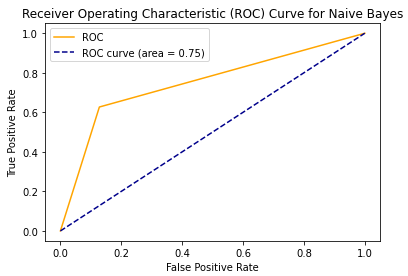 Receiver Operating Characteristic (ROC) Curve for Naive Bayes
ROC
ROC curve (area = 0.75)
True Positive Rate
1.0
0.8
0.6
0.4
0.2
0.0
0.0 0.2 0.4 0.6 0.8 1.0
False Positive Rate